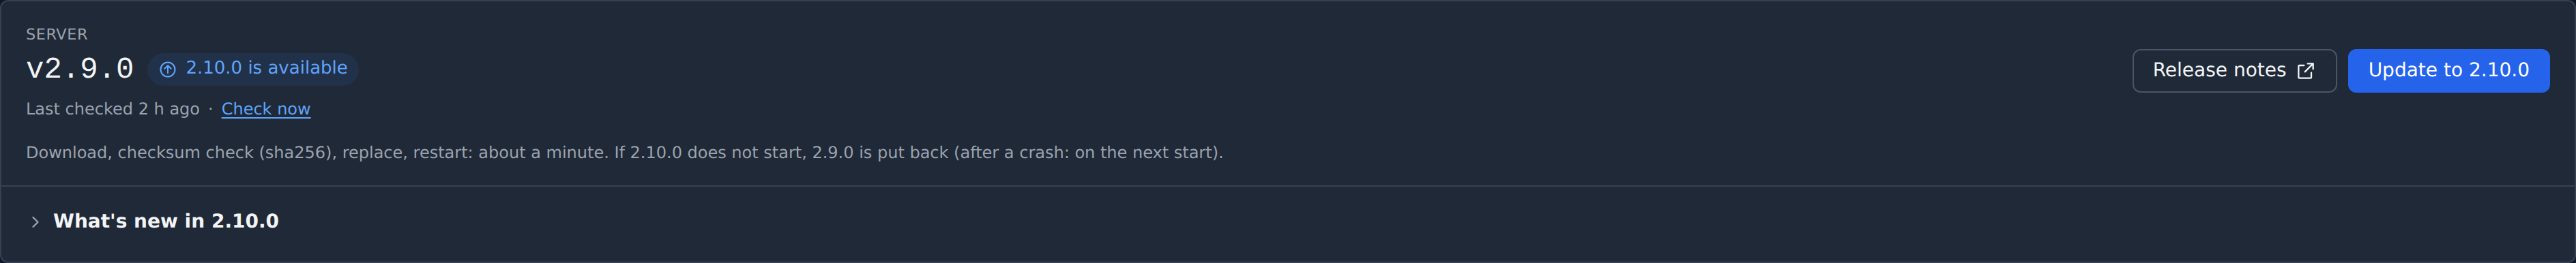 SERVER
v2.9.0 2.10.0 is available
Release notes Update to 2.10.0
Last checked 2 h ago · Check now
Download, checksum check (sha256), replace, restart: about a minute. If 2.10.0 does not start, 2.9.0 is put back (after a crash: on the next start).
What's new in 2.10.0